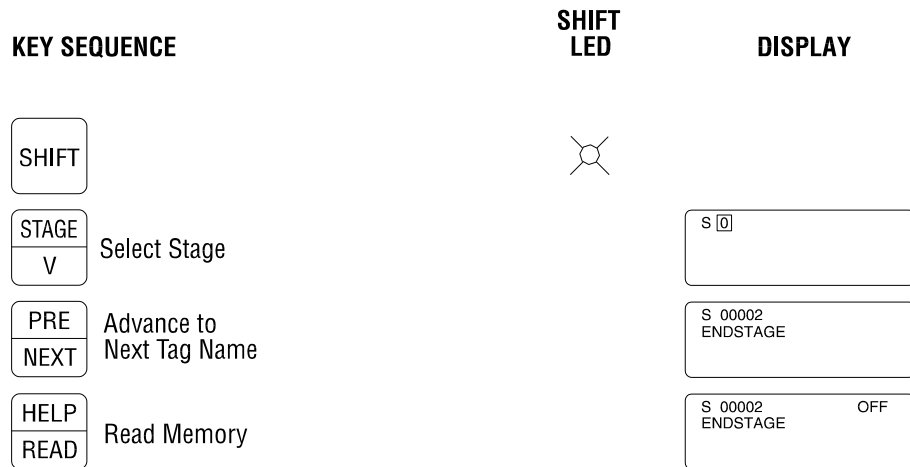 KEY SEQUENCE
SHIFT
LED
DISPLAY
SHIFT
STAGE
V
Select Stage
S 0
PRE
NEXT
Advance to
Next Tag Name
S 00002
ENDSTAGE
HELP
READ
Read Memory
S 00002 OFF
ENDSTAGE